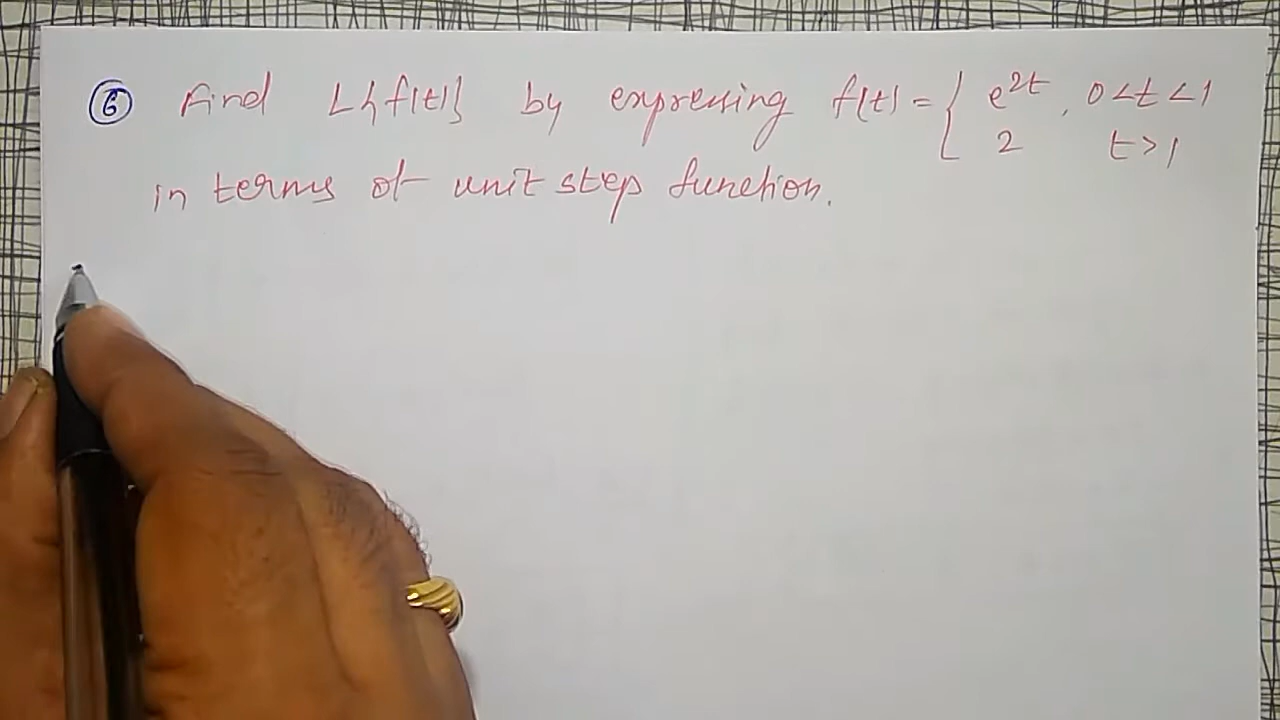 ⑥ Find L{f(t)} by expressing f(t) = { e^2t , 0<t<1
2 t>1
in terms of unit step function.